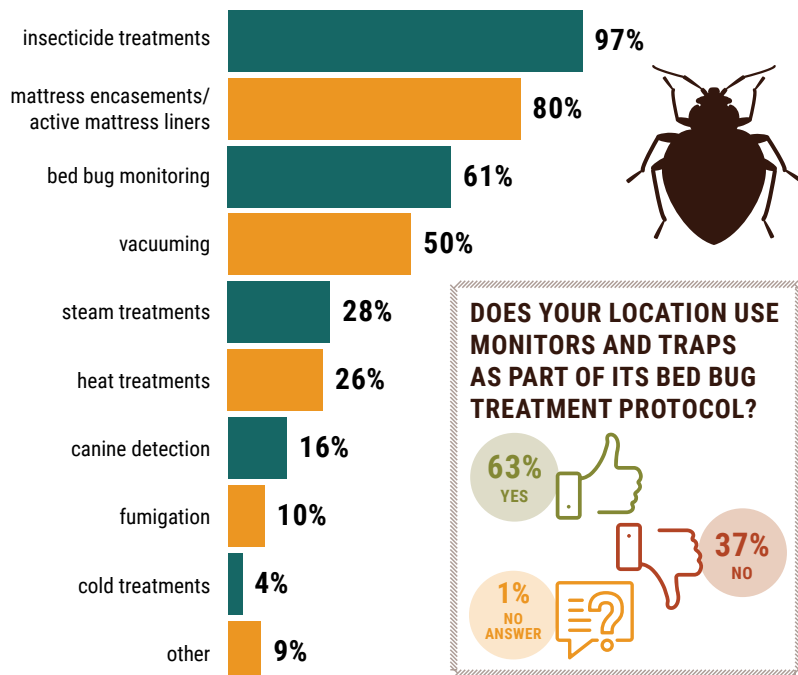 insecticide treatments
97%
mattress encasements/
active mattress liners
80%
bed bug monitoring
61%
vacuuming
50%
steam treatments
28%
heat treatments
26%
canine detection
16%
fumigation
10%
cold treatments
4%
other
9%
DOES YOUR LOCATION USE
MONITORS AND TRAPS
AS PART OF ITS BED BUG
TREATMENT PROTOCOL?
63%
YES
37%
NO
1%
NO
ANSWER
?